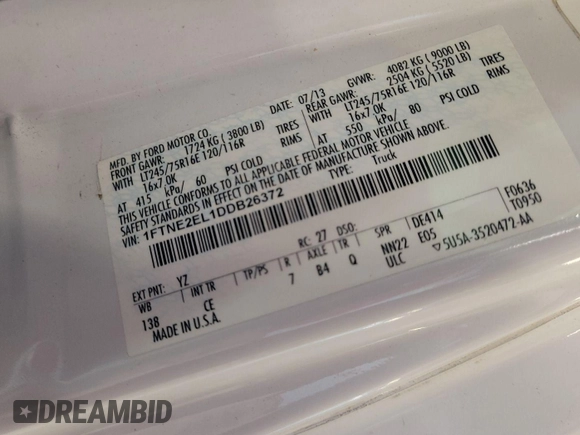 MFD. BY FORD MOTOR CO.
DATE: 07/13
GVWR: 4082 KG (9000 LB)
FRONT GAWR: 1724 KG (3800 LB)
REAR GAWR: 2504 KG (5520 LB)
WITH LT245/75R16E 120/116R TIRES
WITH LT245/75R16E 120/116R TIRES
16x7.0K RIMS
16x7.0K RIMS
AT 415 kPa/ 60 PSI COLD
AT 550 kPa/ 80 PSI COLD
THIS VEHICLE CONFORMS TO ALL APPLICABLE FEDERAL MOTOR VEHICLE
SAFETY STANDARDS IN EFFECT ON THE DATE OF MANUFACTURE SHOWN ABOVE.
VIN: 1FTNE2EL1DDB26372
TYPE: Truck
F0636
T0950
EXT PNT: YZ RC: 27 DSO:
WB INT TR TP/PS R AXLE TR SPR DE414
138 CE 7 B4 Q NN22 E05
ULC ▽5U5A-3520472-AA
MADE IN U.S.A.
DREAMBID